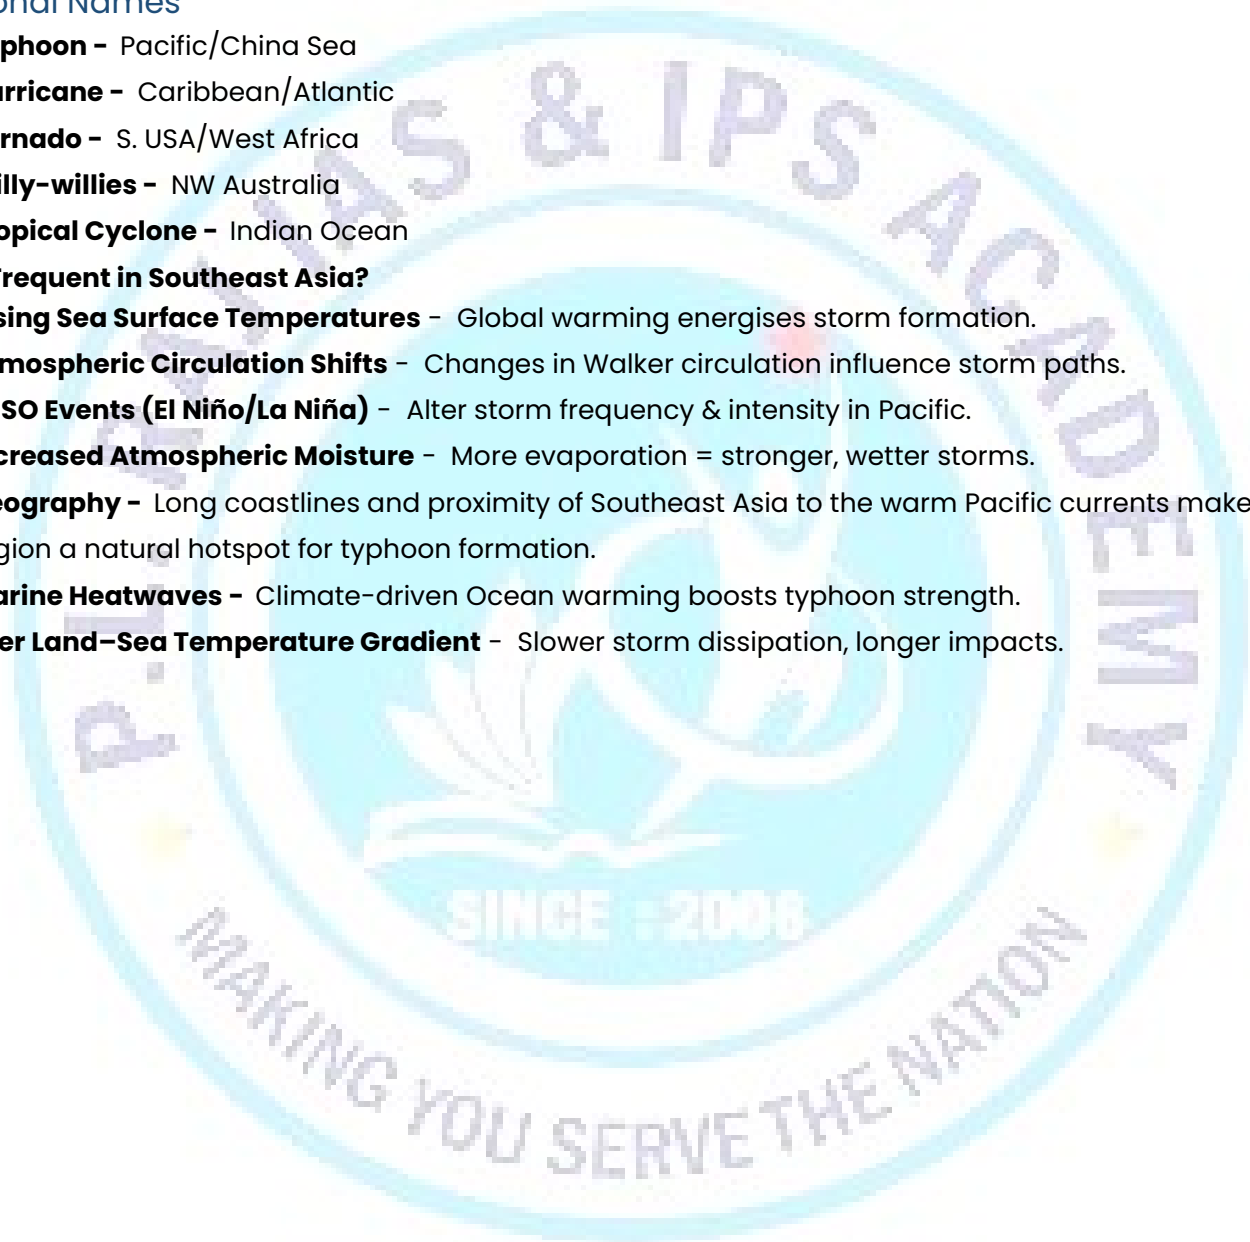 onal Names
phoon – Pacific/China Sea
urricane – Caribbean/Atlantic
rnado – S. USA/West Africa
illy-willies – NW Australia
opical Cyclone – Indian Ocean
Frequent in Southeast Asia?
sing Sea Surface Temperatures – Global warming energises storm formation.
mospheric Circulation Shifts – Changes in Walker circulation influence storm paths.
SO Events (El Niño/La Niña) – Alter storm frequency & intensity in Pacific.
creased Atmospheric Moisture – More evaporation = stronger, wetter storms.
eography – Long coastlines and proximity of Southeast Asia to the warm Pacific currents make
gion a natural hotspot for typhoon formation.
arine Heatwaves – Climate-driven Ocean warming boosts typhoon strength.
er Land–Sea Temperature Gradient – Slower storm dissipation, longer impacts.
P.L. RAJ IAS & IPS ACADEMY
SINCE : 2008
MAKING YOU SERVE THE NATION